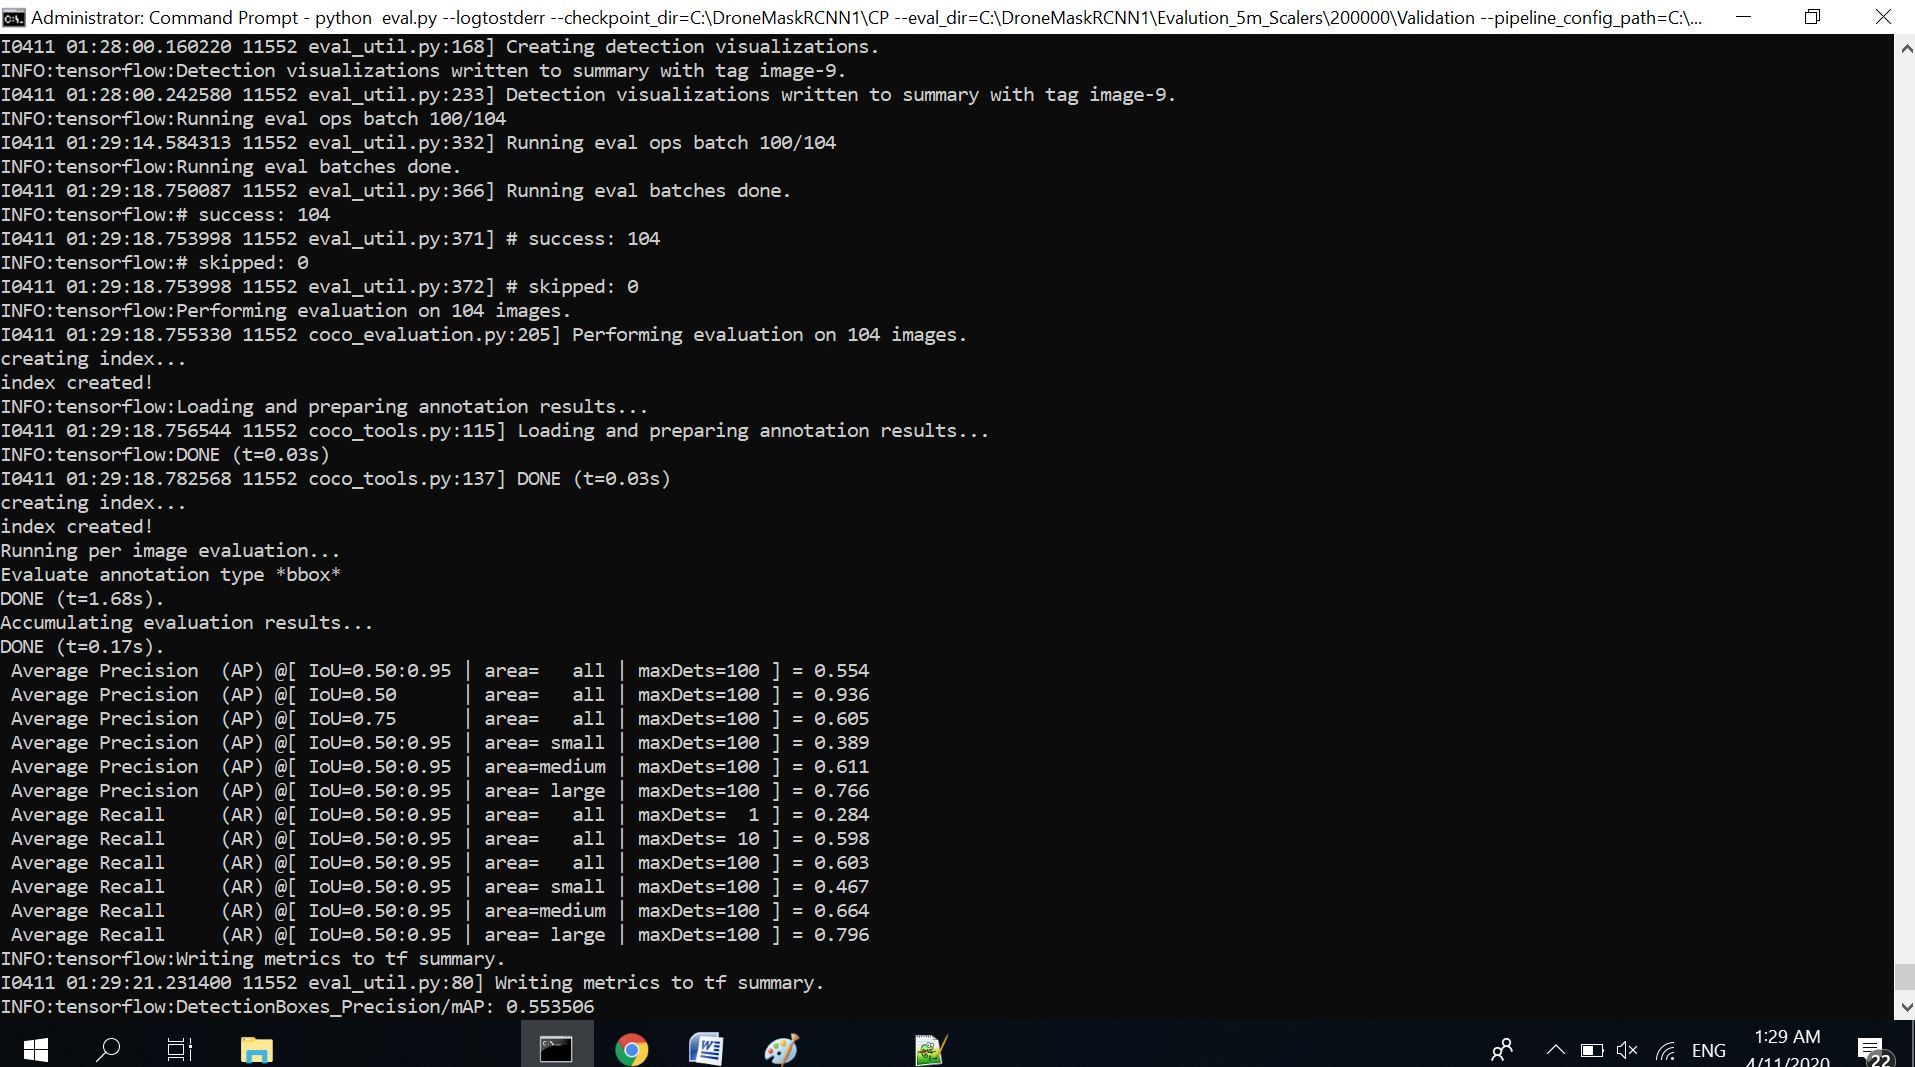 Administrator: Command Prompt - python  eval.py --logtostderr --checkpoint_dir=C:\DroneMaskRCNN1\CP --eval_dir=C:\DroneMaskRCNN1\Evalution_5m_Scalers\200000\Validation --pipeline_config_path=C:\...
I0411 01:28:00.160220 11552 eval_util.py:168] Creating detection visualizations.
INFO:tensorflow:Detection visualizations written to summary with tag image-9.
I0411 01:28:00.242580 11552 eval_util.py:233] Detection visualizations written to summary with tag image-9.
INFO:tensorflow:Running eval ops batch 100/104
I0411 01:29:14.584313 11552 eval_util.py:332] Running eval ops batch 100/104
INFO:tensorflow:Running eval batches done.
I0411 01:29:18.750087 11552 eval_util.py:366] Running eval batches done.
INFO:tensorflow:# success: 104
I0411 01:29:18.753998 11552 eval_util.py:371] # success: 104
INFO:tensorflow:# skipped: 0
I0411 01:29:18.753998 11552 eval_util.py:372] # skipped: 0
INFO:tensorflow:Performing evaluation on 104 images.
I0411 01:29:18.755330 11552 coco_evaluation.py:205] Performing evaluation on 104 images.
creating index...
index created!
INFO:tensorflow:Loading and preparing annotation results...
I0411 01:29:18.756544 11552 coco_tools.py:115] Loading and preparing annotation results...
INFO:tensorflow:DONE (t=0.03s)
I0411 01:29:18.782568 11552 coco_tools.py:137] DONE (t=0.03s)
creating index...
index created!
Running per image evaluation...
Evaluate annotation type *bbox*
DONE (t=1.68s).
Accumulating evaluation results...
DONE (t=0.17s).
 Average Precision  (AP) @[ IoU=0.50:0.95 | area=   all | maxDets=100 ] = 0.554
 Average Precision  (AP) @[ IoU=0.50      | area=   all | maxDets=100 ] = 0.936
 Average Precision  (AP) @[ IoU=0.75      | area=   all | maxDets=100 ] = 0.605
 Average Precision  (AP) @[ IoU=0.50:0.95 | area= small | maxDets=100 ] = 0.389
 Average Precision  (AP) @[ IoU=0.50:0.95 | area=medium | maxDets=100 ] = 0.611
 Average Precision  (AP) @[ IoU=0.50:0.95 | area= large | maxDets=100 ] = 0.766
 Average Recall     (AR) @[ IoU=0.50:0.95 | area=   all | maxDets=  1 ] = 0.284
 Average Recall     (AR) @[ IoU=0.50:0.95 | area=   all | maxDets= 10 ] = 0.598
 Average Recall     (AR) @[ IoU=0.50:0.95 | area=   all | maxDets=100 ] = 0.603
 Average Recall     (AR) @[ IoU=0.50:0.95 | area= small | maxDets=100 ] = 0.467
 Average Recall     (AR) @[ IoU=0.50:0.95 | area=medium | maxDets=100 ] = 0.664
 Average Recall     (AR) @[ IoU=0.50:0.95 | area= large | maxDets=100 ] = 0.796
INFO:tensorflow:Writing metrics to tf summary.
I0411 01:29:21.231400 11552 eval_util.py:80] Writing metrics to tf summary.
INFO:tensorflow:DetectionBoxes_Precision/mAP: 0.553506
ENG
1:29 AM
4/11/2020
22